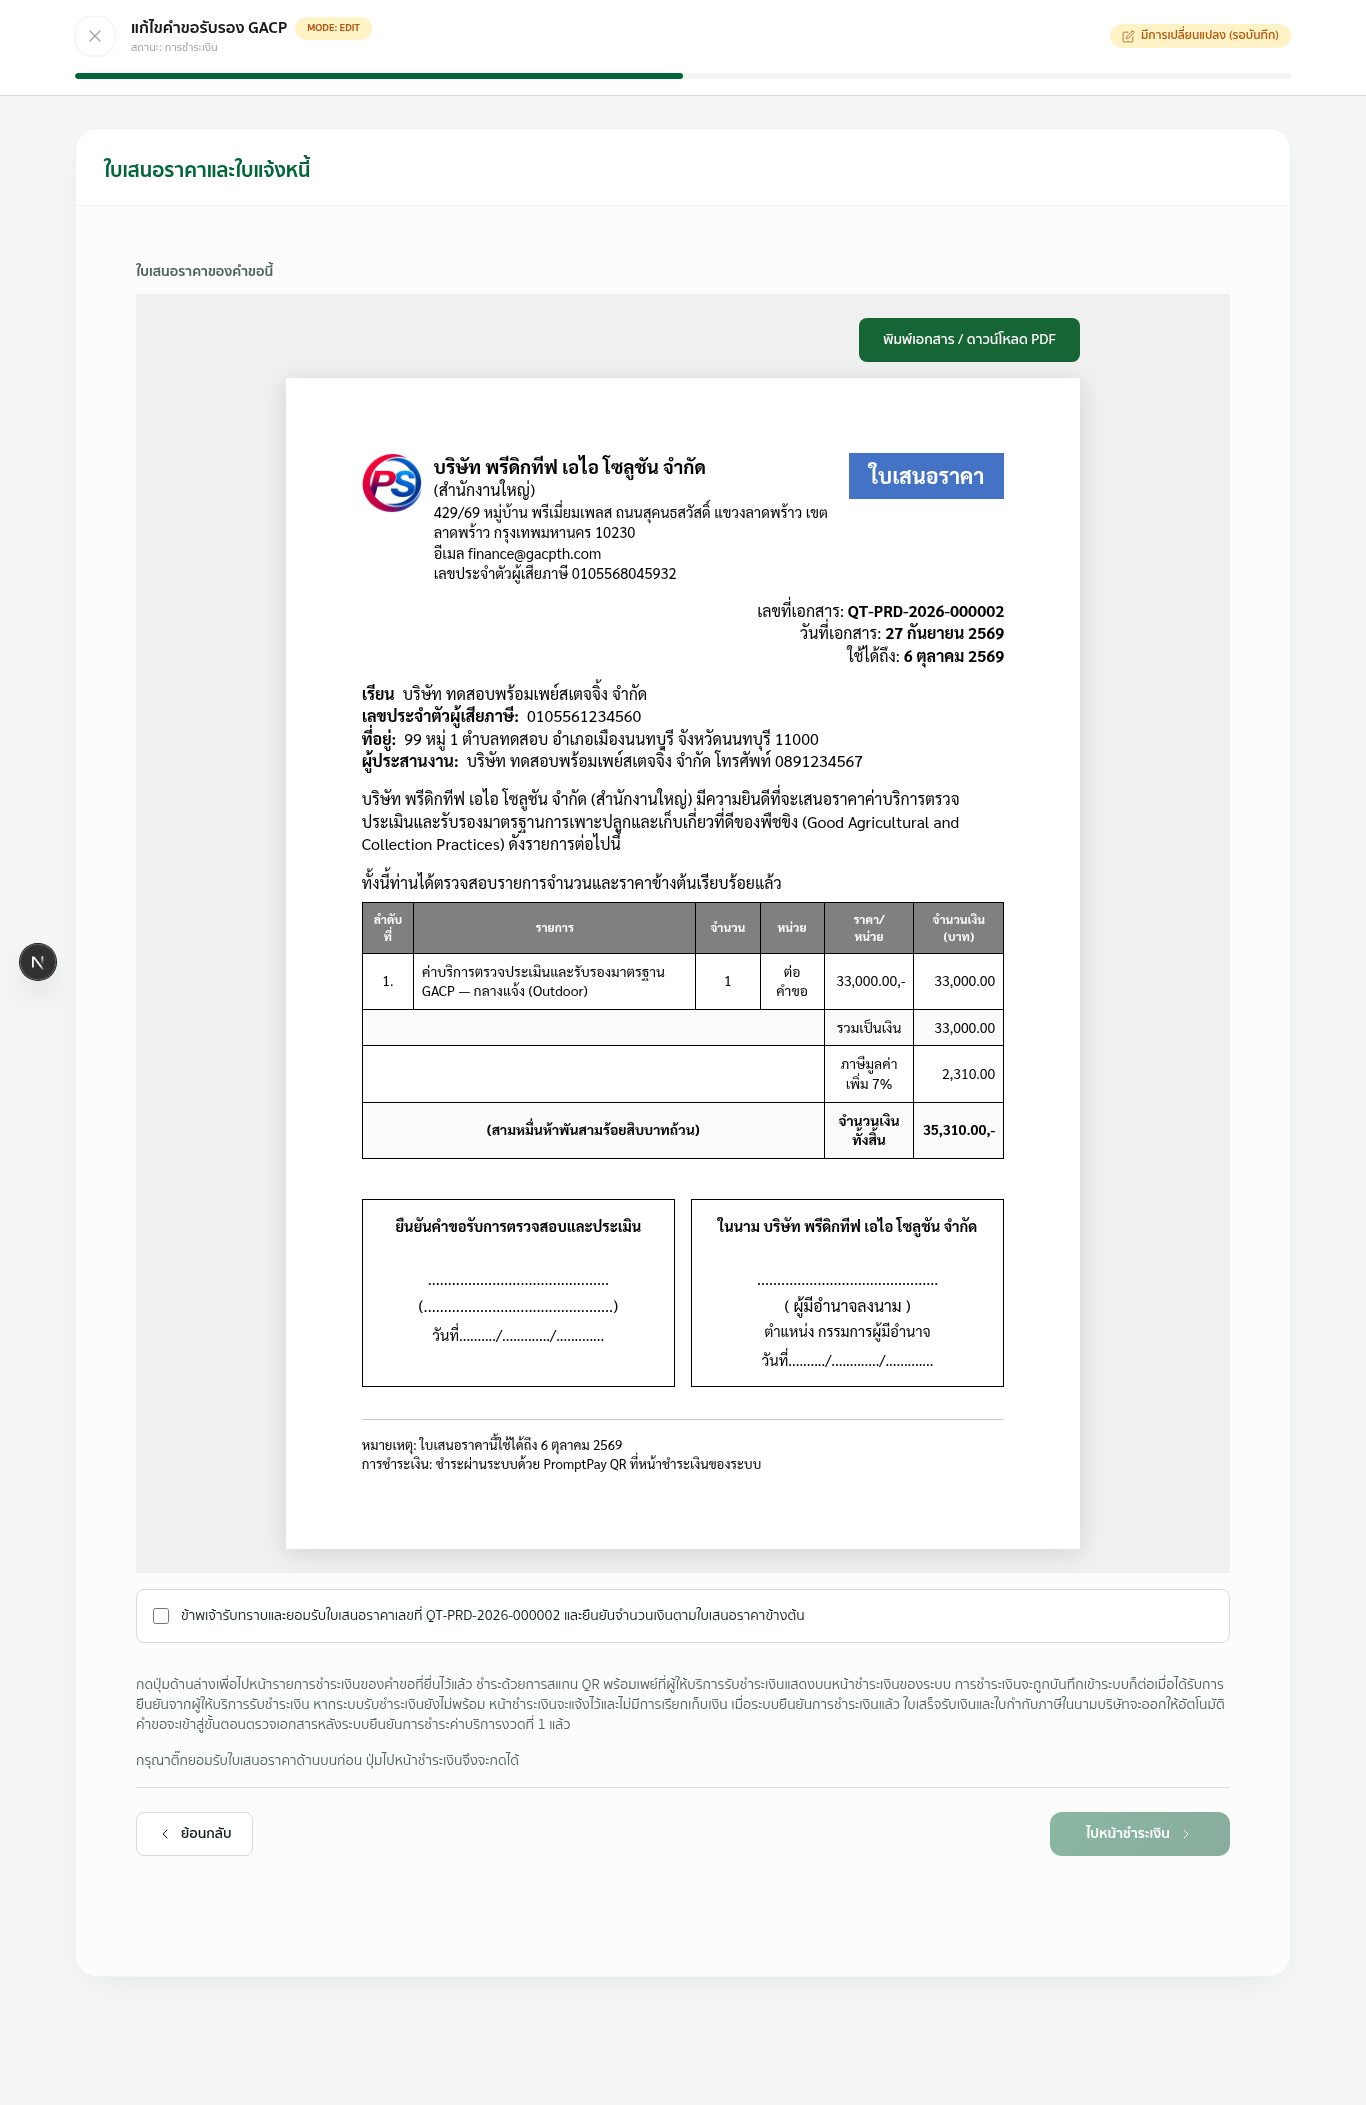 แก้ไขคำขอรับรอง GACP
MODE: EDIT
สถานะ: การชำระเงิน
มีการเปลี่ยนแปลง (รอบันทึก)
ใบเสนอราคาและใบแจ้งหนี้
ใบเสนอราคาของคำขอนี้
พิมพ์เอกสาร / ดาวน์โหลด PDF
PS
บริษัท พรีดิกทีฟ เอไอ โซลูชัน จำกัด
(สำนักงานใหญ่)
429/69 หมู่บ้าน พรีเมี่ยมเพลส ถนนสุคนธสวัสดิ์ แขวงลาดพร้าว เขต
ลาดพร้าว กรุงเทพมหานคร 10230
อีเมล finance@gacpth.com
เลขประจำตัวผู้เสียภาษี 0105568045932
ใบเสนอราคา
เลขที่เอกสาร: QT-PRD-2026-000002
วันที่เอกสาร: 27 กันยายน 2569
ใช้ได้ถึง: 6 ตุลาคม 2569
เรียน บริษัท ทดสอบพร้อมเพย์สเตจจิ้ง จำกัด
เลขประจำตัวผู้เสียภาษี: 0105561234560
ที่อยู่: 99 หมู่ 1 ตำบลทดสอบ อำเภอเมืองนนทบุรี จังหวัดนนทบุรี 11000
ผู้ประสานงาน: บริษัท ทดสอบพร้อมเพย์สเตจจิ้ง จำกัด โทรศัพท์ 0891234567
บริษัท พรีดิกทีฟ เอไอ โซลูชัน จำกัด (สำนักงานใหญ่) มีความยินดีที่จะเสนอราคาค่าบริการตรวจ
ประเมินและรับรองมาตรฐานการเพาะปลูกและเก็บเกี่ยวที่ดีของพืชขิง (Good Agricultural and
Collection Practices) ดังรายการต่อไปนี้
ทั้งนี้ท่านได้ตรวจสอบรายการจำนวนและราคาข้างต้นเรียบร้อยแล้ว
ลำดับ
ที่
รายการ
จำนวน
หน่วย
ราคา/
หน่วย
จำนวนเงิน
(บาท)
1.
ค่าบริการตรวจประเมินและรับรองมาตรฐาน
GACP — กลางแจ้ง (Outdoor)
1
ต่อ
คำขอ
33,000.00,-
33,000.00
รวมเป็นเงิน
33,000.00
ภาษีมูลค่า
เพิ่ม 7%
2,310.00
(สามหมื่นห้าพันสามร้อยสิบบาทถ้วน)
จำนวนเงิน
ทั้งสิ้น
35,310.00,-
ยืนยันคำขอรับการตรวจสอบและประเมิน
.............................................
(...............................................)
วันที่........../............./.............
ในนาม บริษัท พรีดิกทีฟ เอไอ โซลูชัน จำกัด
.............................................
( ผู้มีอำนาจลงนาม )
ตำแหน่ง กรรมการผู้มีอำนาจ
วันที่........../............./.............
หมายเหตุ: ใบเสนอราคานี้ใช้ได้ถึง 6 ตุลาคม 2569
การชำระเงิน: ชำระผ่านระบบด้วย PromptPay QR ที่หน้าชำระเงินของระบบ
ข้าพเจ้ารับทราบและยอมรับใบเสนอราคาเลขที่ QT-PRD-2026-000002 และยืนยันจำนวนเงินตามใบเสนอราคาข้างต้น
กดปุ่มด้านล่างเพื่อไปหน้ารายการชำระเงินของคำขอที่ยื่นไว้แล้ว ชำระด้วยการสแกน QR พร้อมเพย์ที่ผู้ให้บริการรับชำระเงินแสดงบนหน้าชำระเงินของระบบ การชำระเงินจะถูกบันทึกเข้าระบบก็ต่อเมื่อได้รับการ
ยืนยันจากผู้ให้บริการรับชำระเงิน หากระบบรับชำระเงินยังไม่พร้อม หน้าชำระเงินจะแจ้งไว้และไม่มีการเรียกเก็บเงิน เมื่อระบบยืนยันการชำระเงินแล้ว ใบเสร็จรับเงินและใบกำกับภาษีในนามบริษัทจะออกให้อัตโนมัติ
คำขอจะเข้าสู่ขั้นตอนตรวจเอกสารหลังระบบยืนยันการชำระค่าบริการงวดที่ 1 แล้ว
กรุณาติ๊กยอมรับใบเสนอราคาด้านบนก่อน ปุ่มไปหน้าชำระเงินจึงจะกดได้
ย้อนกลับ
ไปหน้าชำระเงิน
N